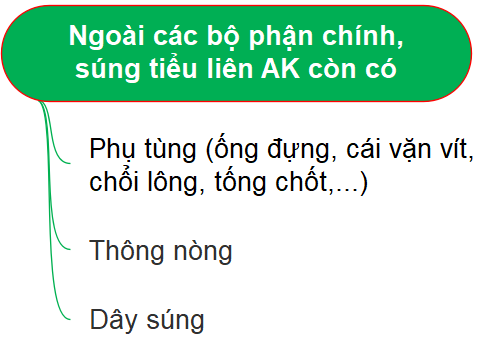 Ngoài các bộ phận chính,
súng tiểu liên AK còn có
Phụ tùng (ống đựng, cái vặn vít,
chổi lông, tống chốt,...)
Thông nòng
Dây súng